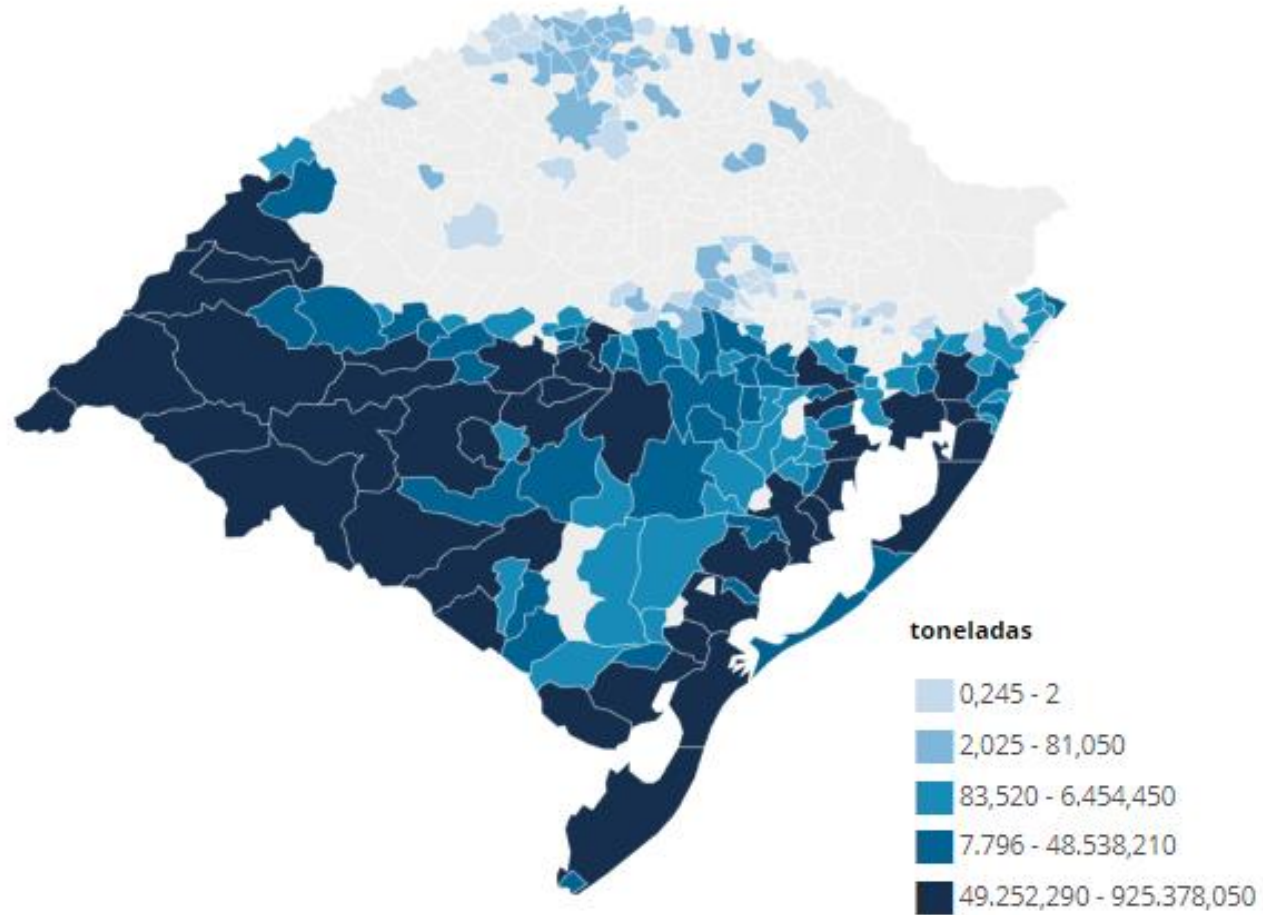 toneladas
0,245 - 2
2,025 - 81,050
83,520 - 6.454,450
7.796 - 48.538,210
49.252,290 - 925.378,050